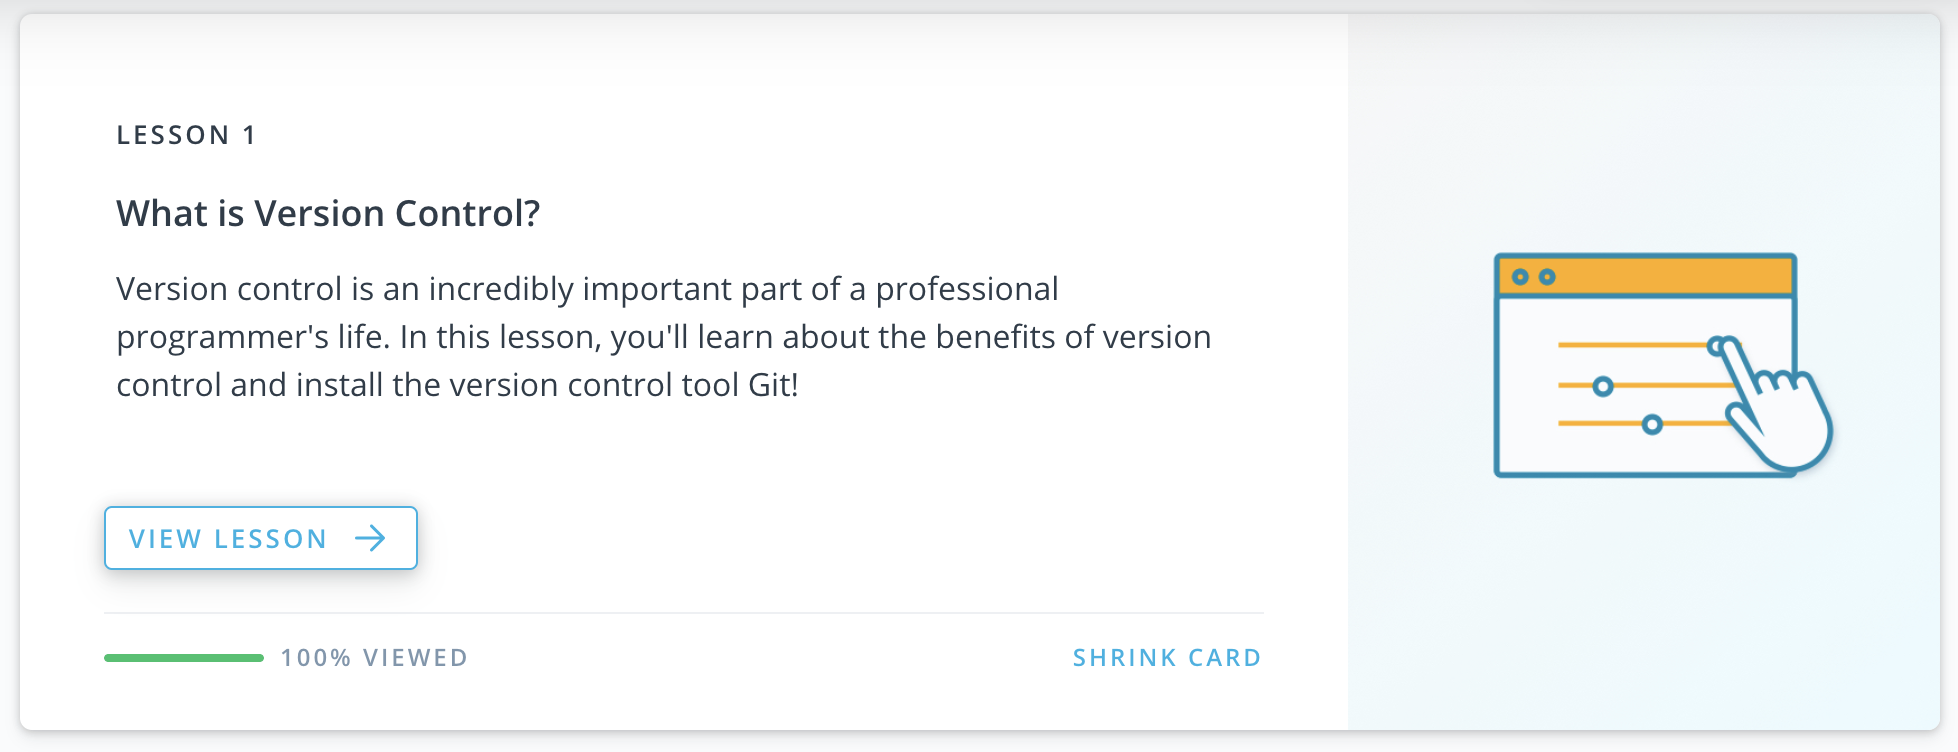 LESSON 1
What is Version Control?
Version control is an incredibly important part of a professional
programmer's life. In this lesson, you'll learn about the benefits of version
control and install the version control tool Git!
VIEW LESSON
100% VIEWED
SHRINK CARD